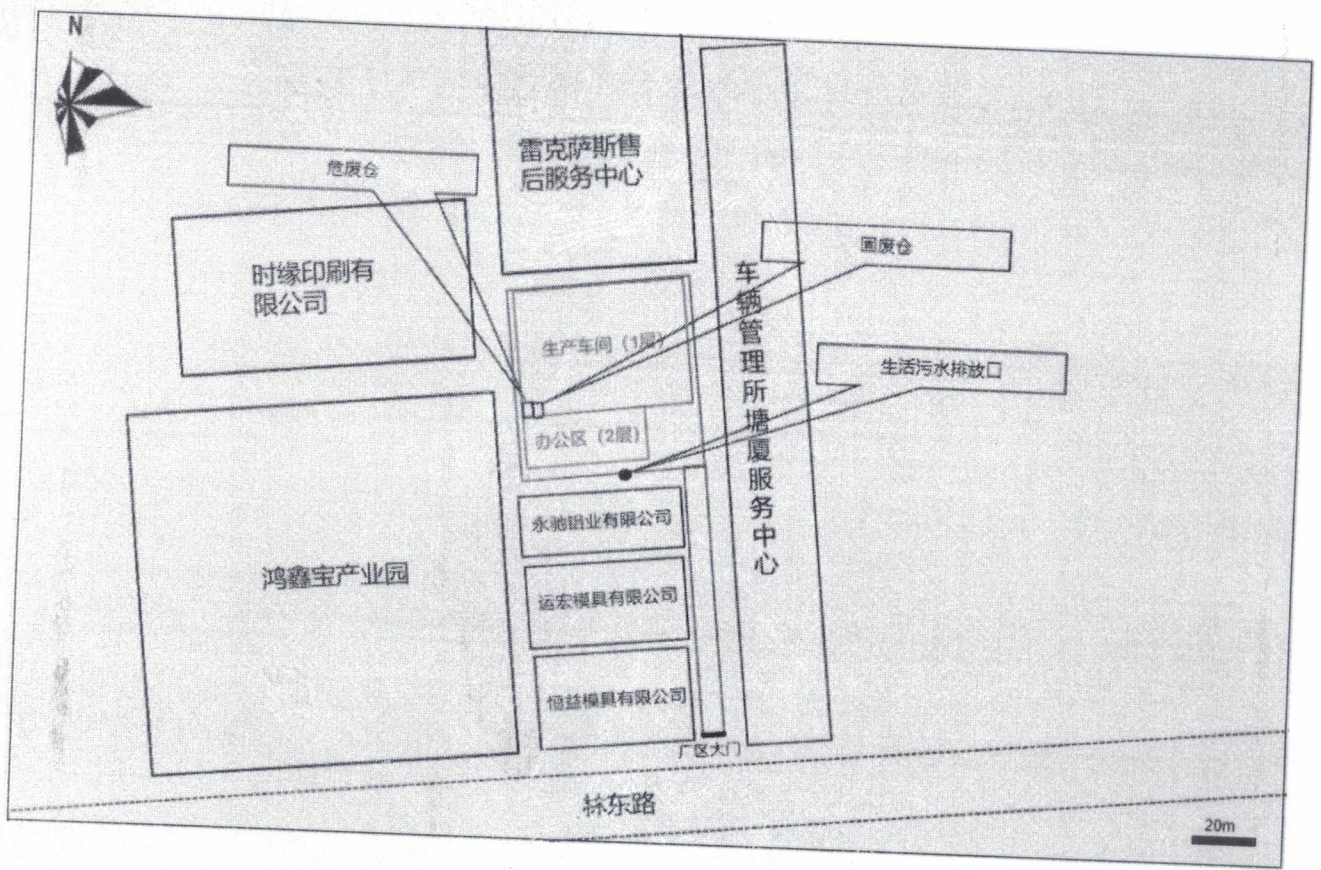 N
雷克萨斯售
后服务中心
危废仓
固废仓
时缘印刷有
限公司
车辆管理所塘厦服务中心
生产车间（1层）
生活污水排放口
办公区（2层）
永驰铝业有限公司
鸿鑫宝产业园
运宏模具有限公司
恒益模具有限公司
厂区大门
东路
20m